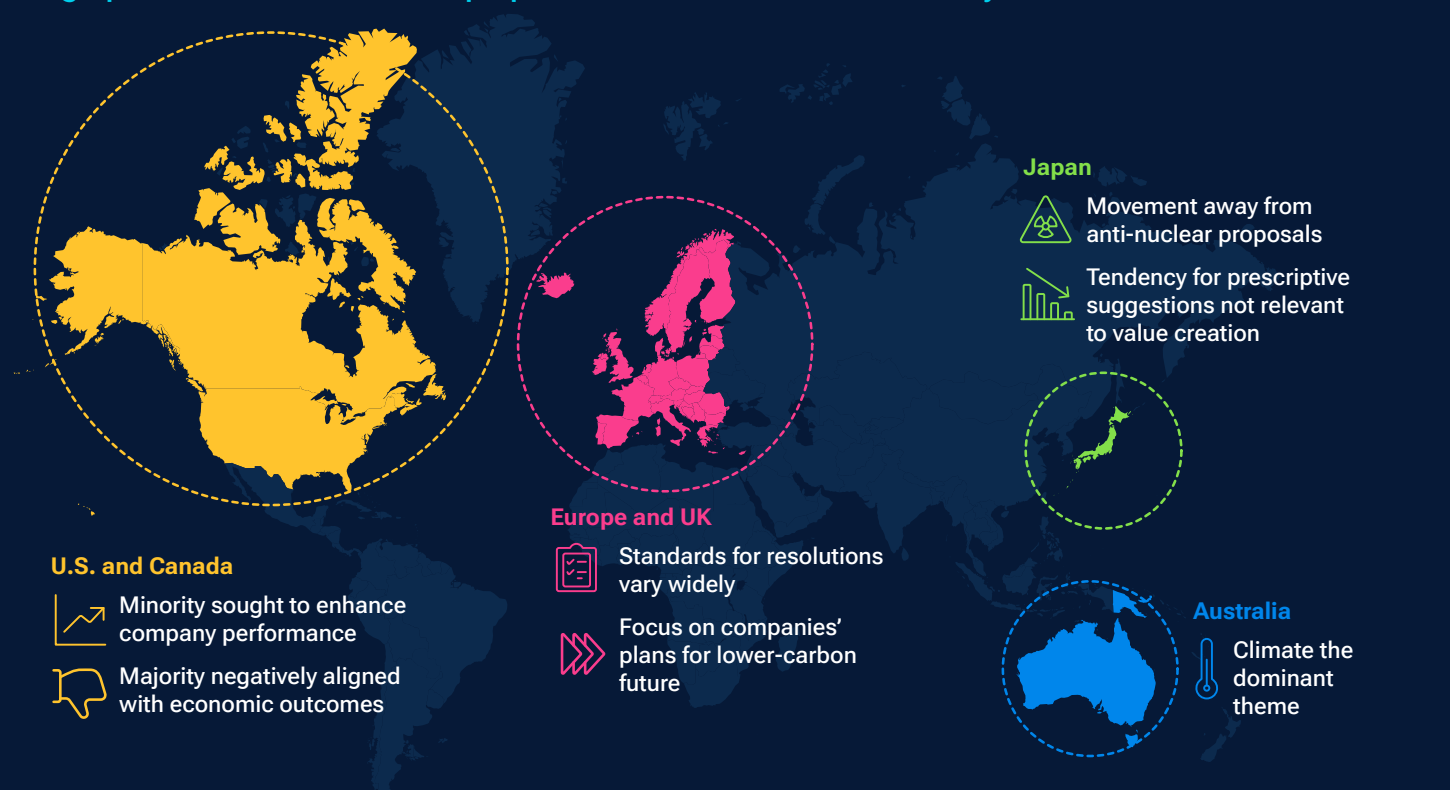 U.S. and Canada
Minority sought to enhance
company performance
Majority negatively aligned
with economic outcomes
Europe and UK
Standards for resolutions
vary widely
Focus on companies’
plans for lower-carbon
future
Japan
Movement away from
anti-nuclear proposals
Tendency for prescriptive
suggestions not relevant
to value creation
Australia
Climate the
dominant
theme